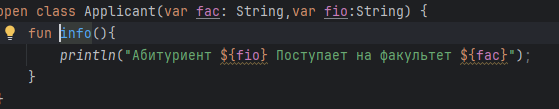 open class Applicant(var fac: String,var fio:String) {
fun info(){
println("Абитуриент ${fio} Поступает на факультет ${fac}");
}
}